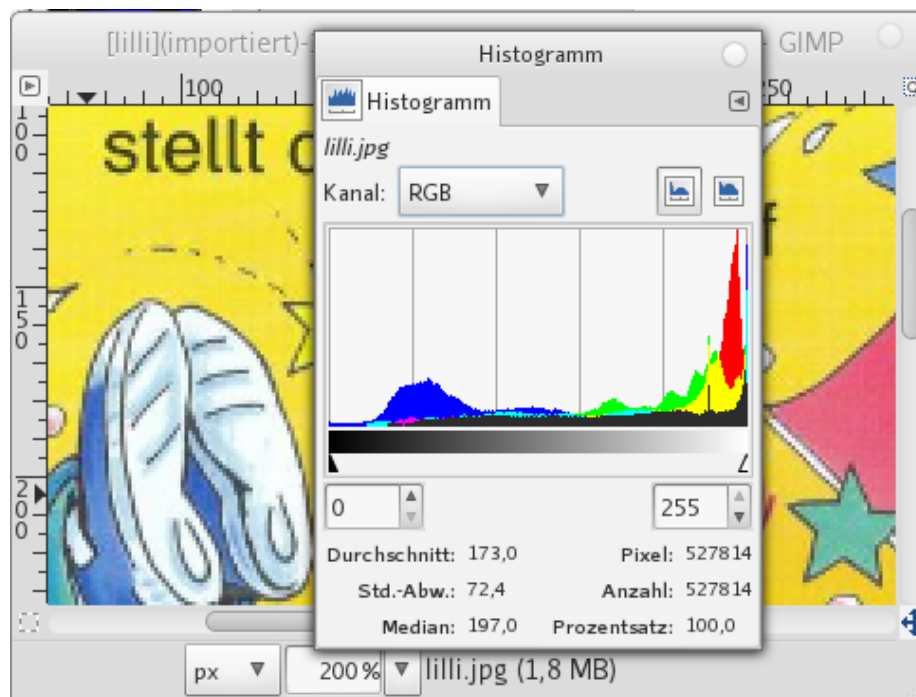 [lilli](importiert)-
GIMP
Histogramm
Histogramm
lilli.jpg
Kanal: RGB
100
250
100
150
200
stellt
f
0
255
Durchschnitt: 173,0 Pixel: 527814
Std.-Abw.: 72,4 Anzahl: 527814
Median: 197,0 Prozentsatz: 100,0
px 200 % lilli.jpg (1,8 MB)